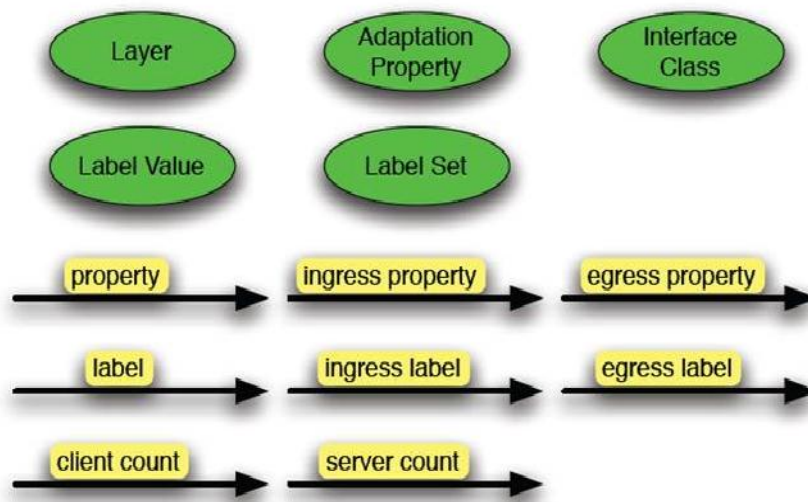 Layer
Adaptation
Property
Interface
Class
Label Value
Label Set
property
ingress property
egress property
label
ingress label
egress label
client count
server count